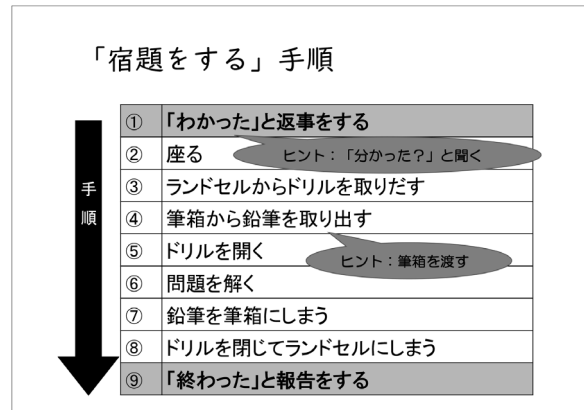 「宿題をする」手順
手順
① 「わかった」と返事をする
② 座る
ヒント：「分かった？」と聞く
③ ランドセルからドリルを取りだす
④ 筆箱から鉛筆を取り出す
⑤ ドリルを開く
ヒント：筆箱を渡す
⑥ 問題を解く
⑦ 鉛筆を筆箱にしまう
⑧ ドリルを閉じてランドセルにしまう
⑨ 「終わった」と報告をする